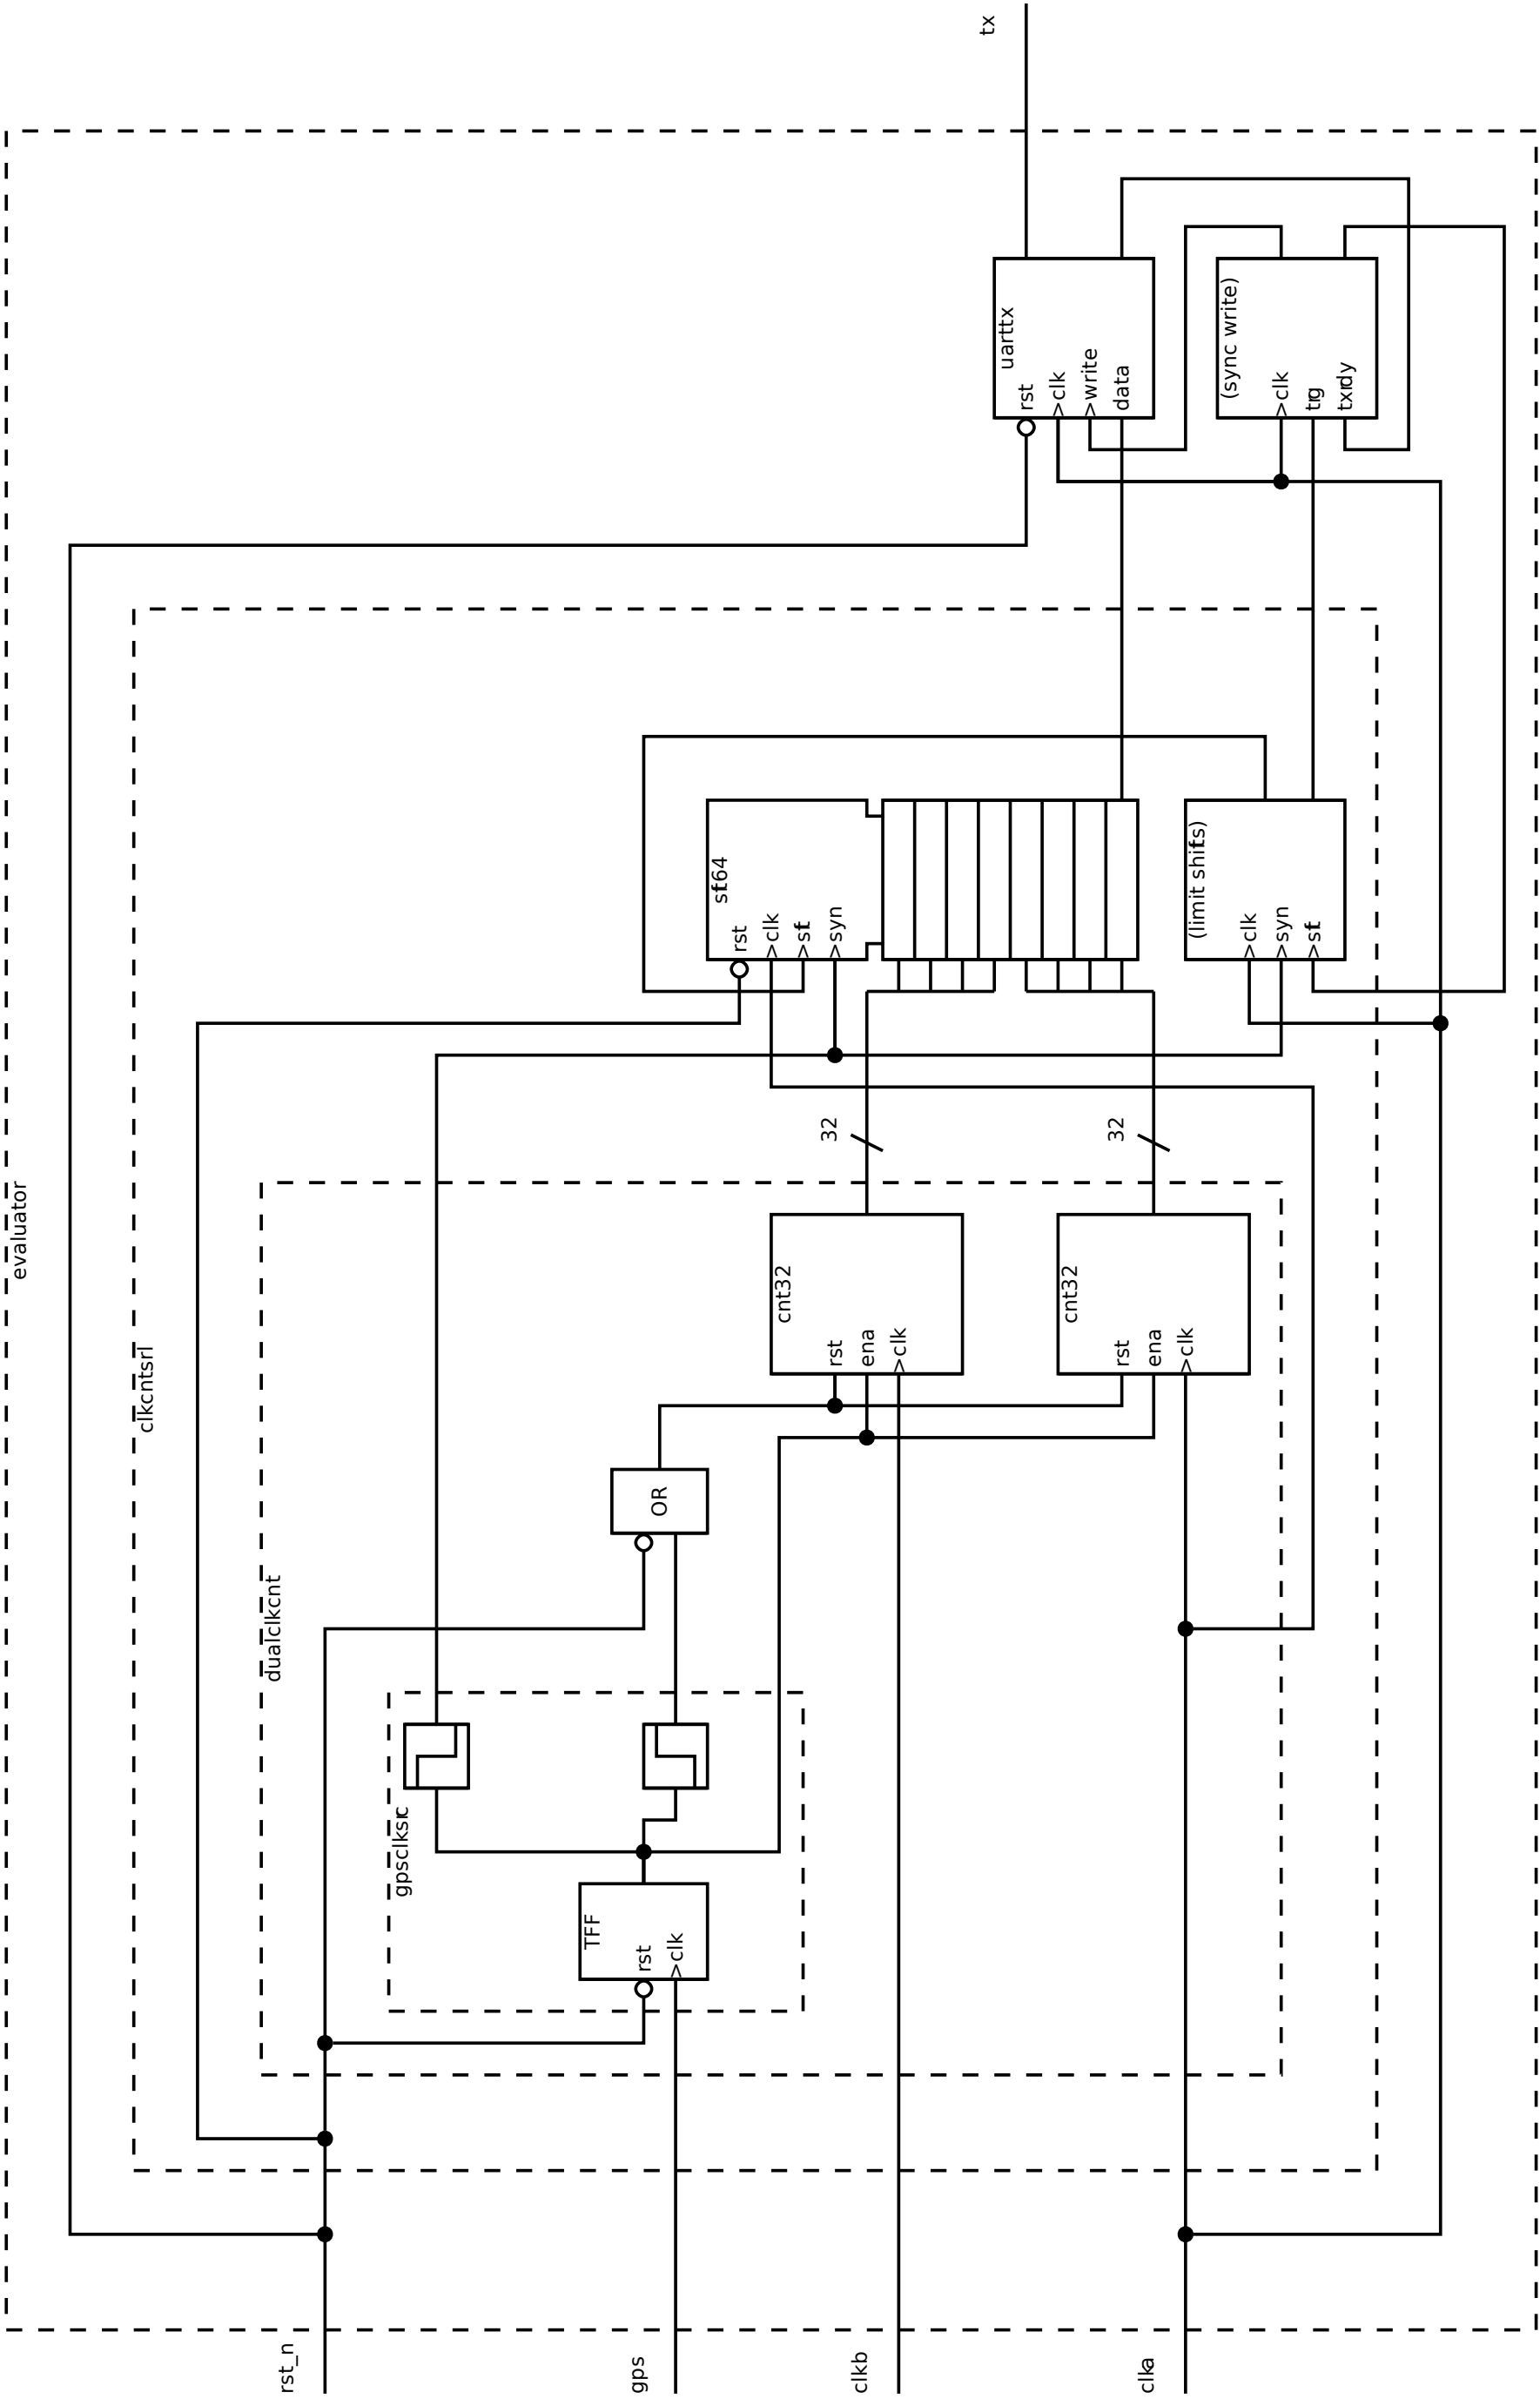 evaluator
clkcntsrl
dualclkcnt
gpsclksrc
rst_n
gps
clkb
clka
TFF
rst
>clk
OR
cnt32
rst
ena
>clk
cnt32
rst
ena
>clk
32
32
sft64
rst
>clk
>sft
>syn
(limit shifts)
>clk
>syn
>sft
uarttx
rst
>clk
>write
data
(sync write)
>clk
trg
txrdy
tx